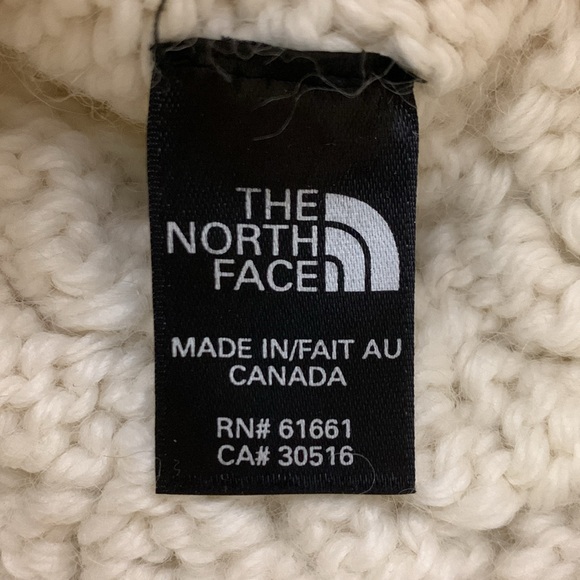 THE
NORTH
FACE
MADE IN/FAIT AU
CANADA
RN# 61661
CA# 30516